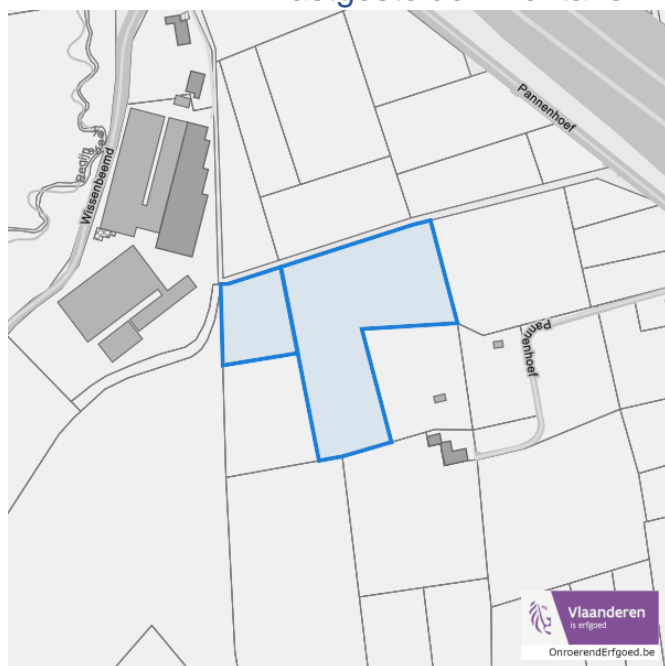 Pannenhoef
Wissenbeemd
Pannenhoef
Vlaanderen
is erfgoed
OnroerendErfgoed.be